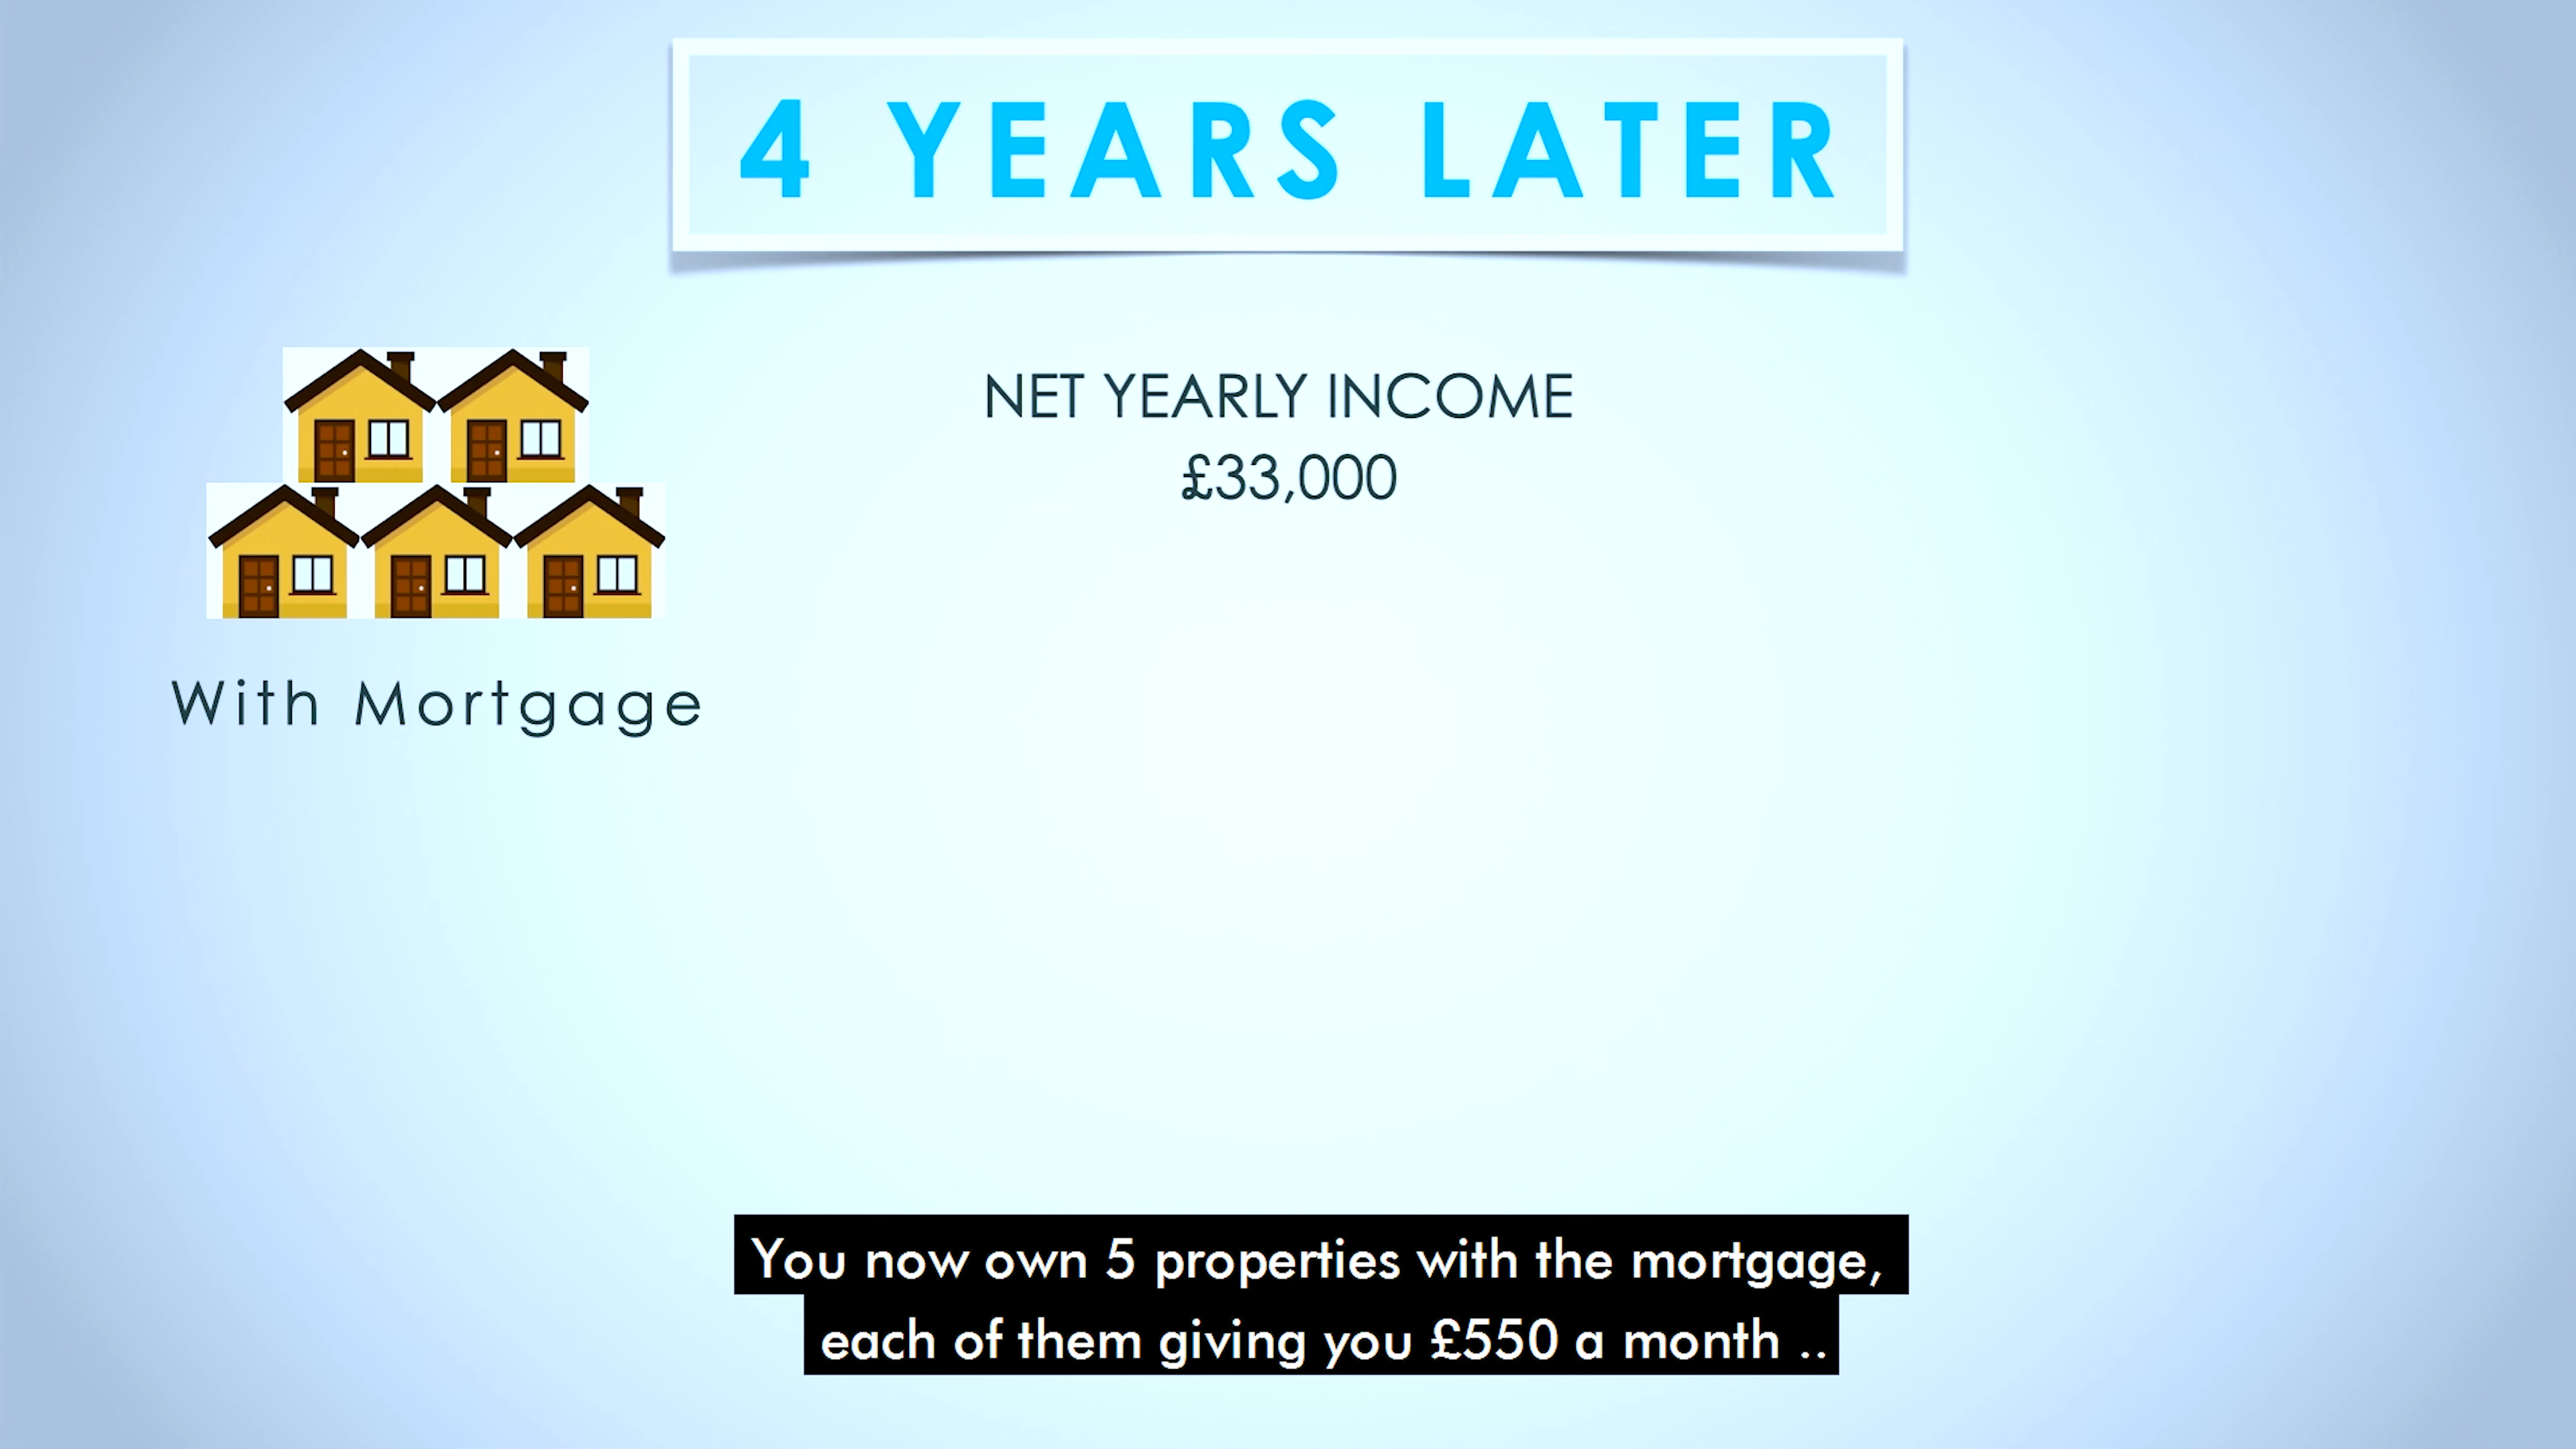 4 YEARS LATER
NET YEARLY INCOME
£33,000
With Mortgage
You now own 5 properties with the mortgage,
each of them giving you £550 a month ..